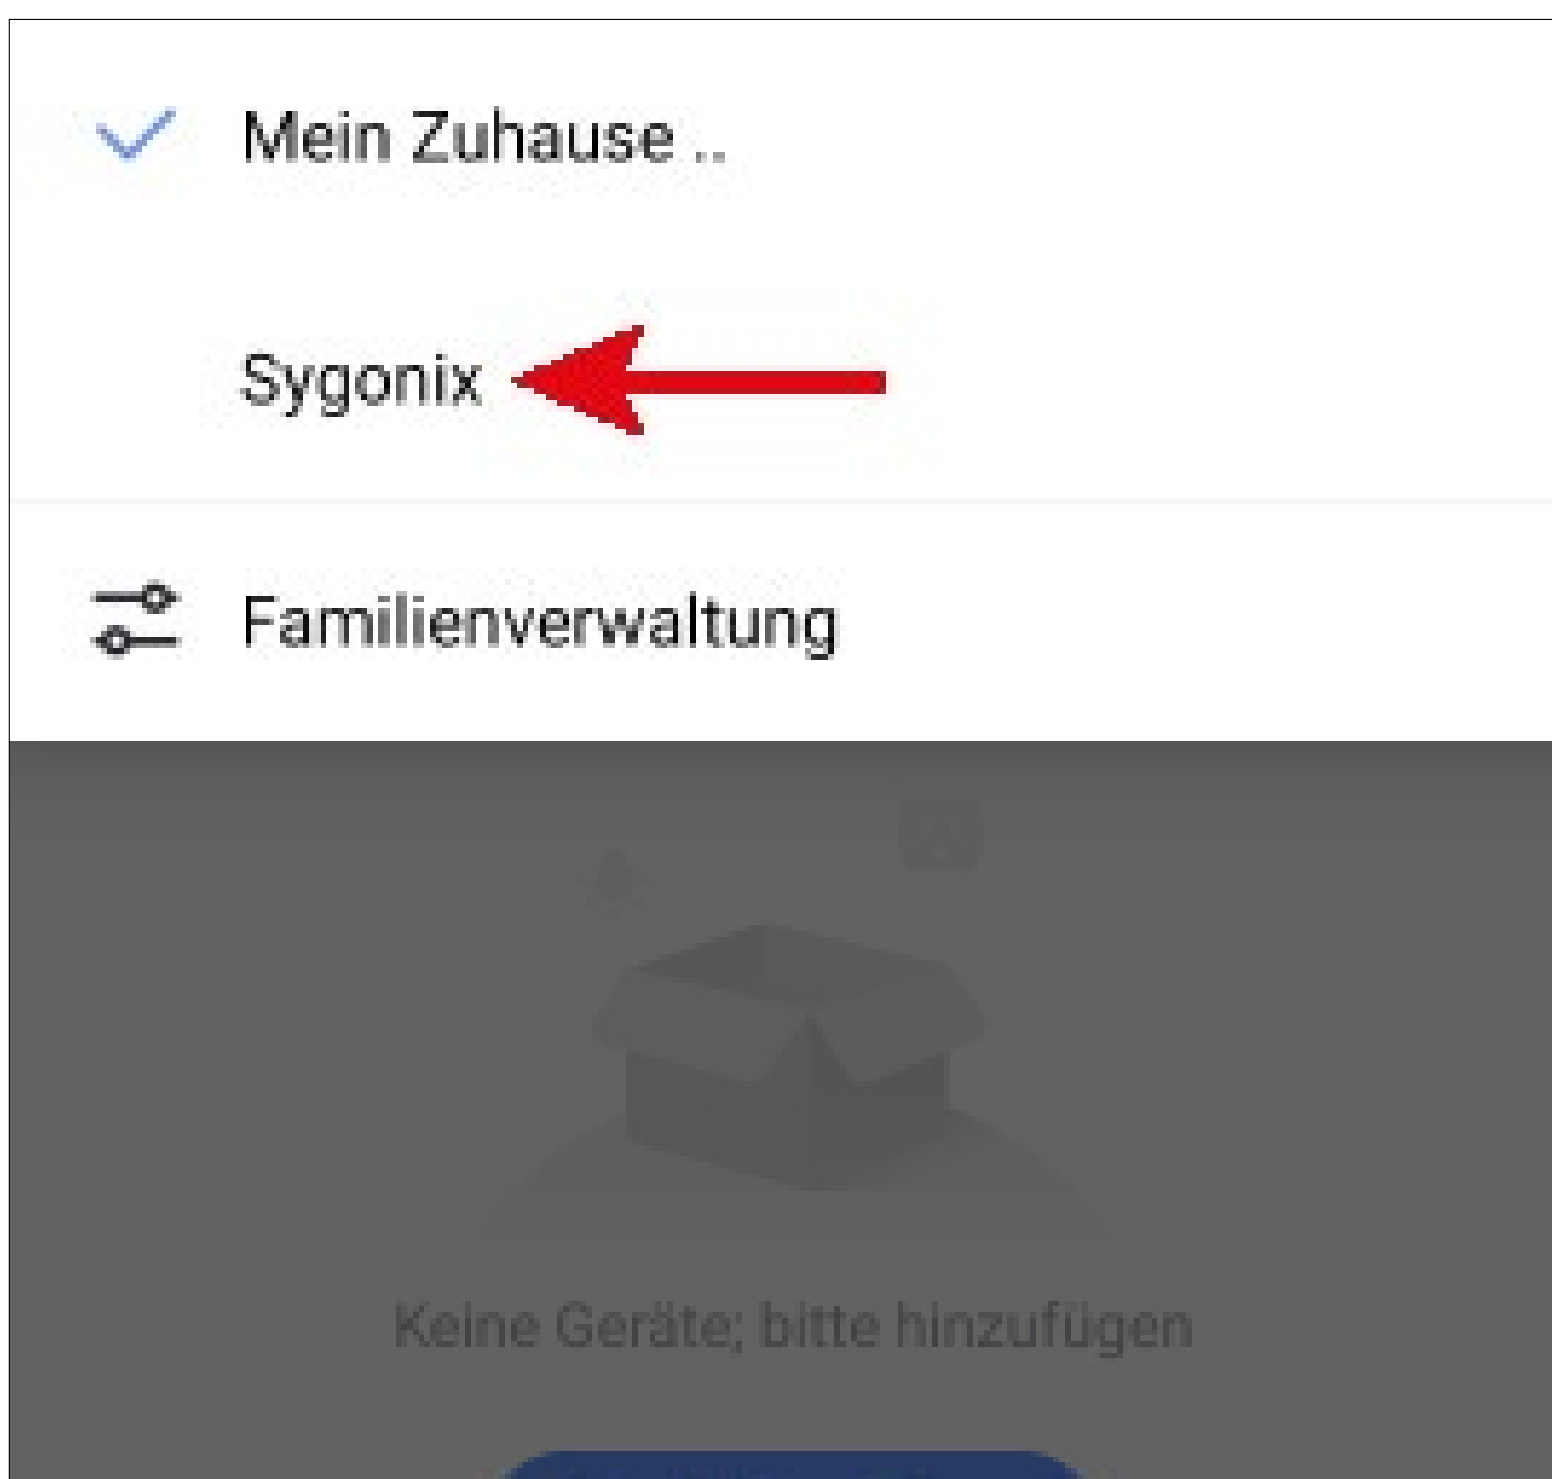 Mein Zuhause ..
Sygonix
Familienverwaltung
Keine Geräte; bitte hinzufügen